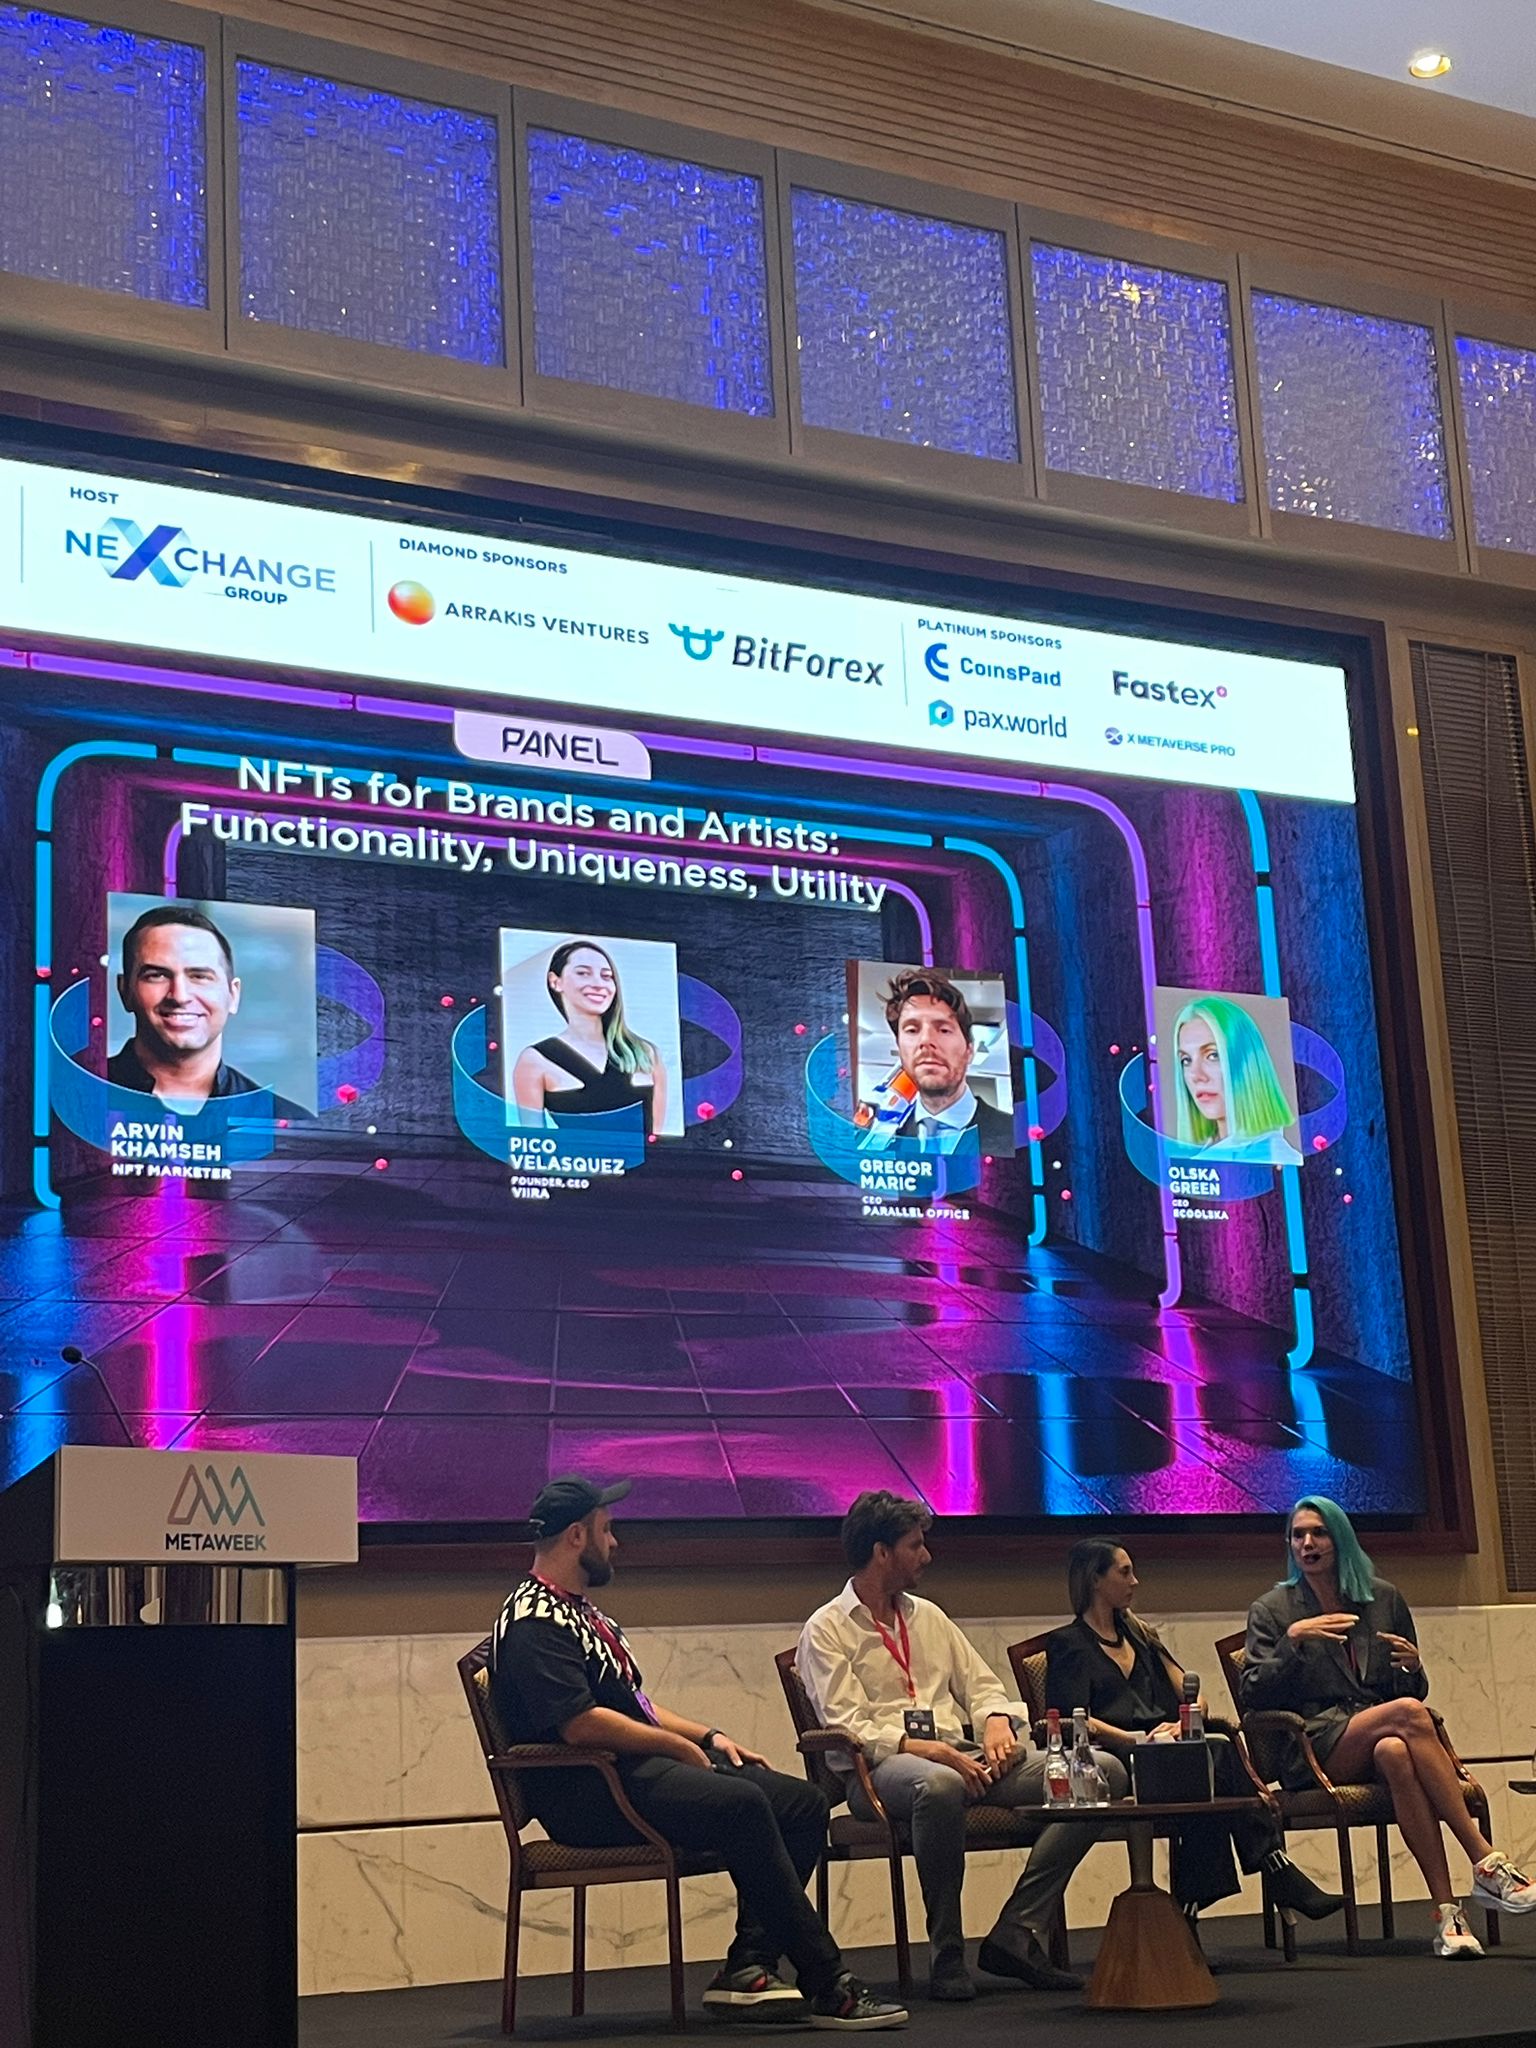 HOST
NEXCHANGE
GROUP
DIAMOND SPONSORS
ARRAKIS VENTURES
BitForex
PLATINUM SPONSORS
CoinsPaid
Fastex
pax.world
X METAVERSE PRO
PANEL
NFTs for Brands and Artists:
Functionality, Uniqueness, Utility
ARVIN
KHAMSEH
NFT MARKETER
PICO
VELASQUEZ
FOUNDER, CEO
VIIRA
GREGOR
MARIC
CEO
PARALLEL OFFICE
OLSKA
GREEN
CEO
ECOOLSKA
METAWEEK